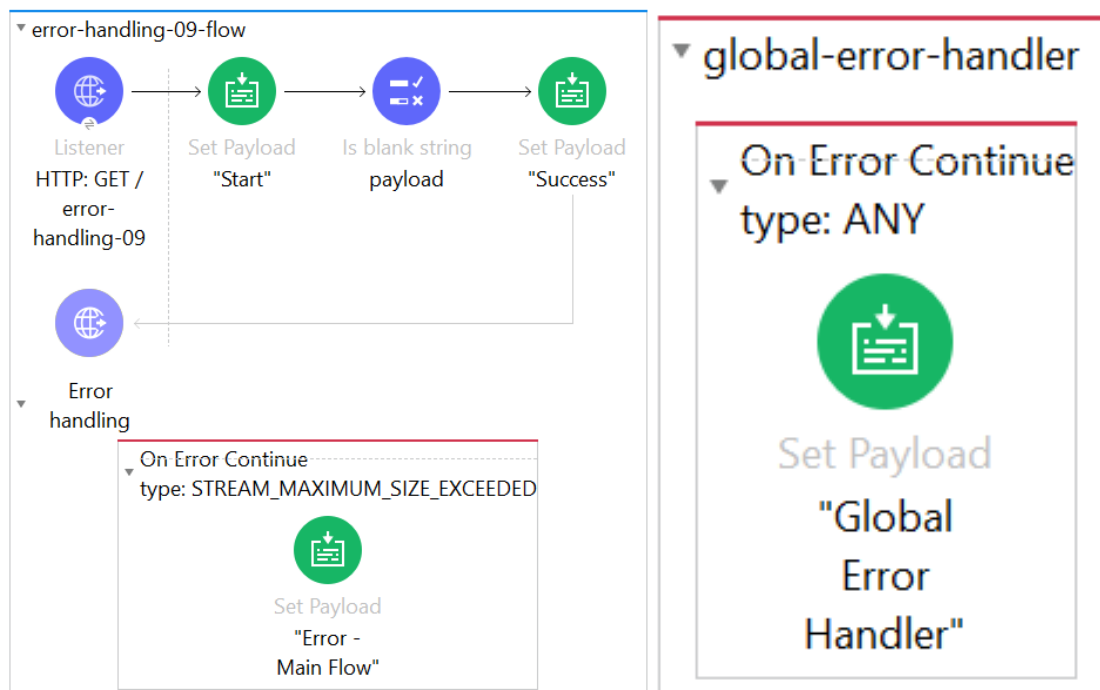 error-handling-09-flow
Listener
HTTP: GET /
error-
handling-09
Set Payload
"Start"
Is blank string
payload
Set Payload
"Success"
Error
handling
On Error Continue
type: STREAM_MAXIMUM_SIZE_EXCEEDED
Set Payload
"Error -
Main Flow"
global-error-handler
On Error Continue
type: ANY
Set Payload
"Global
Error
Handler"